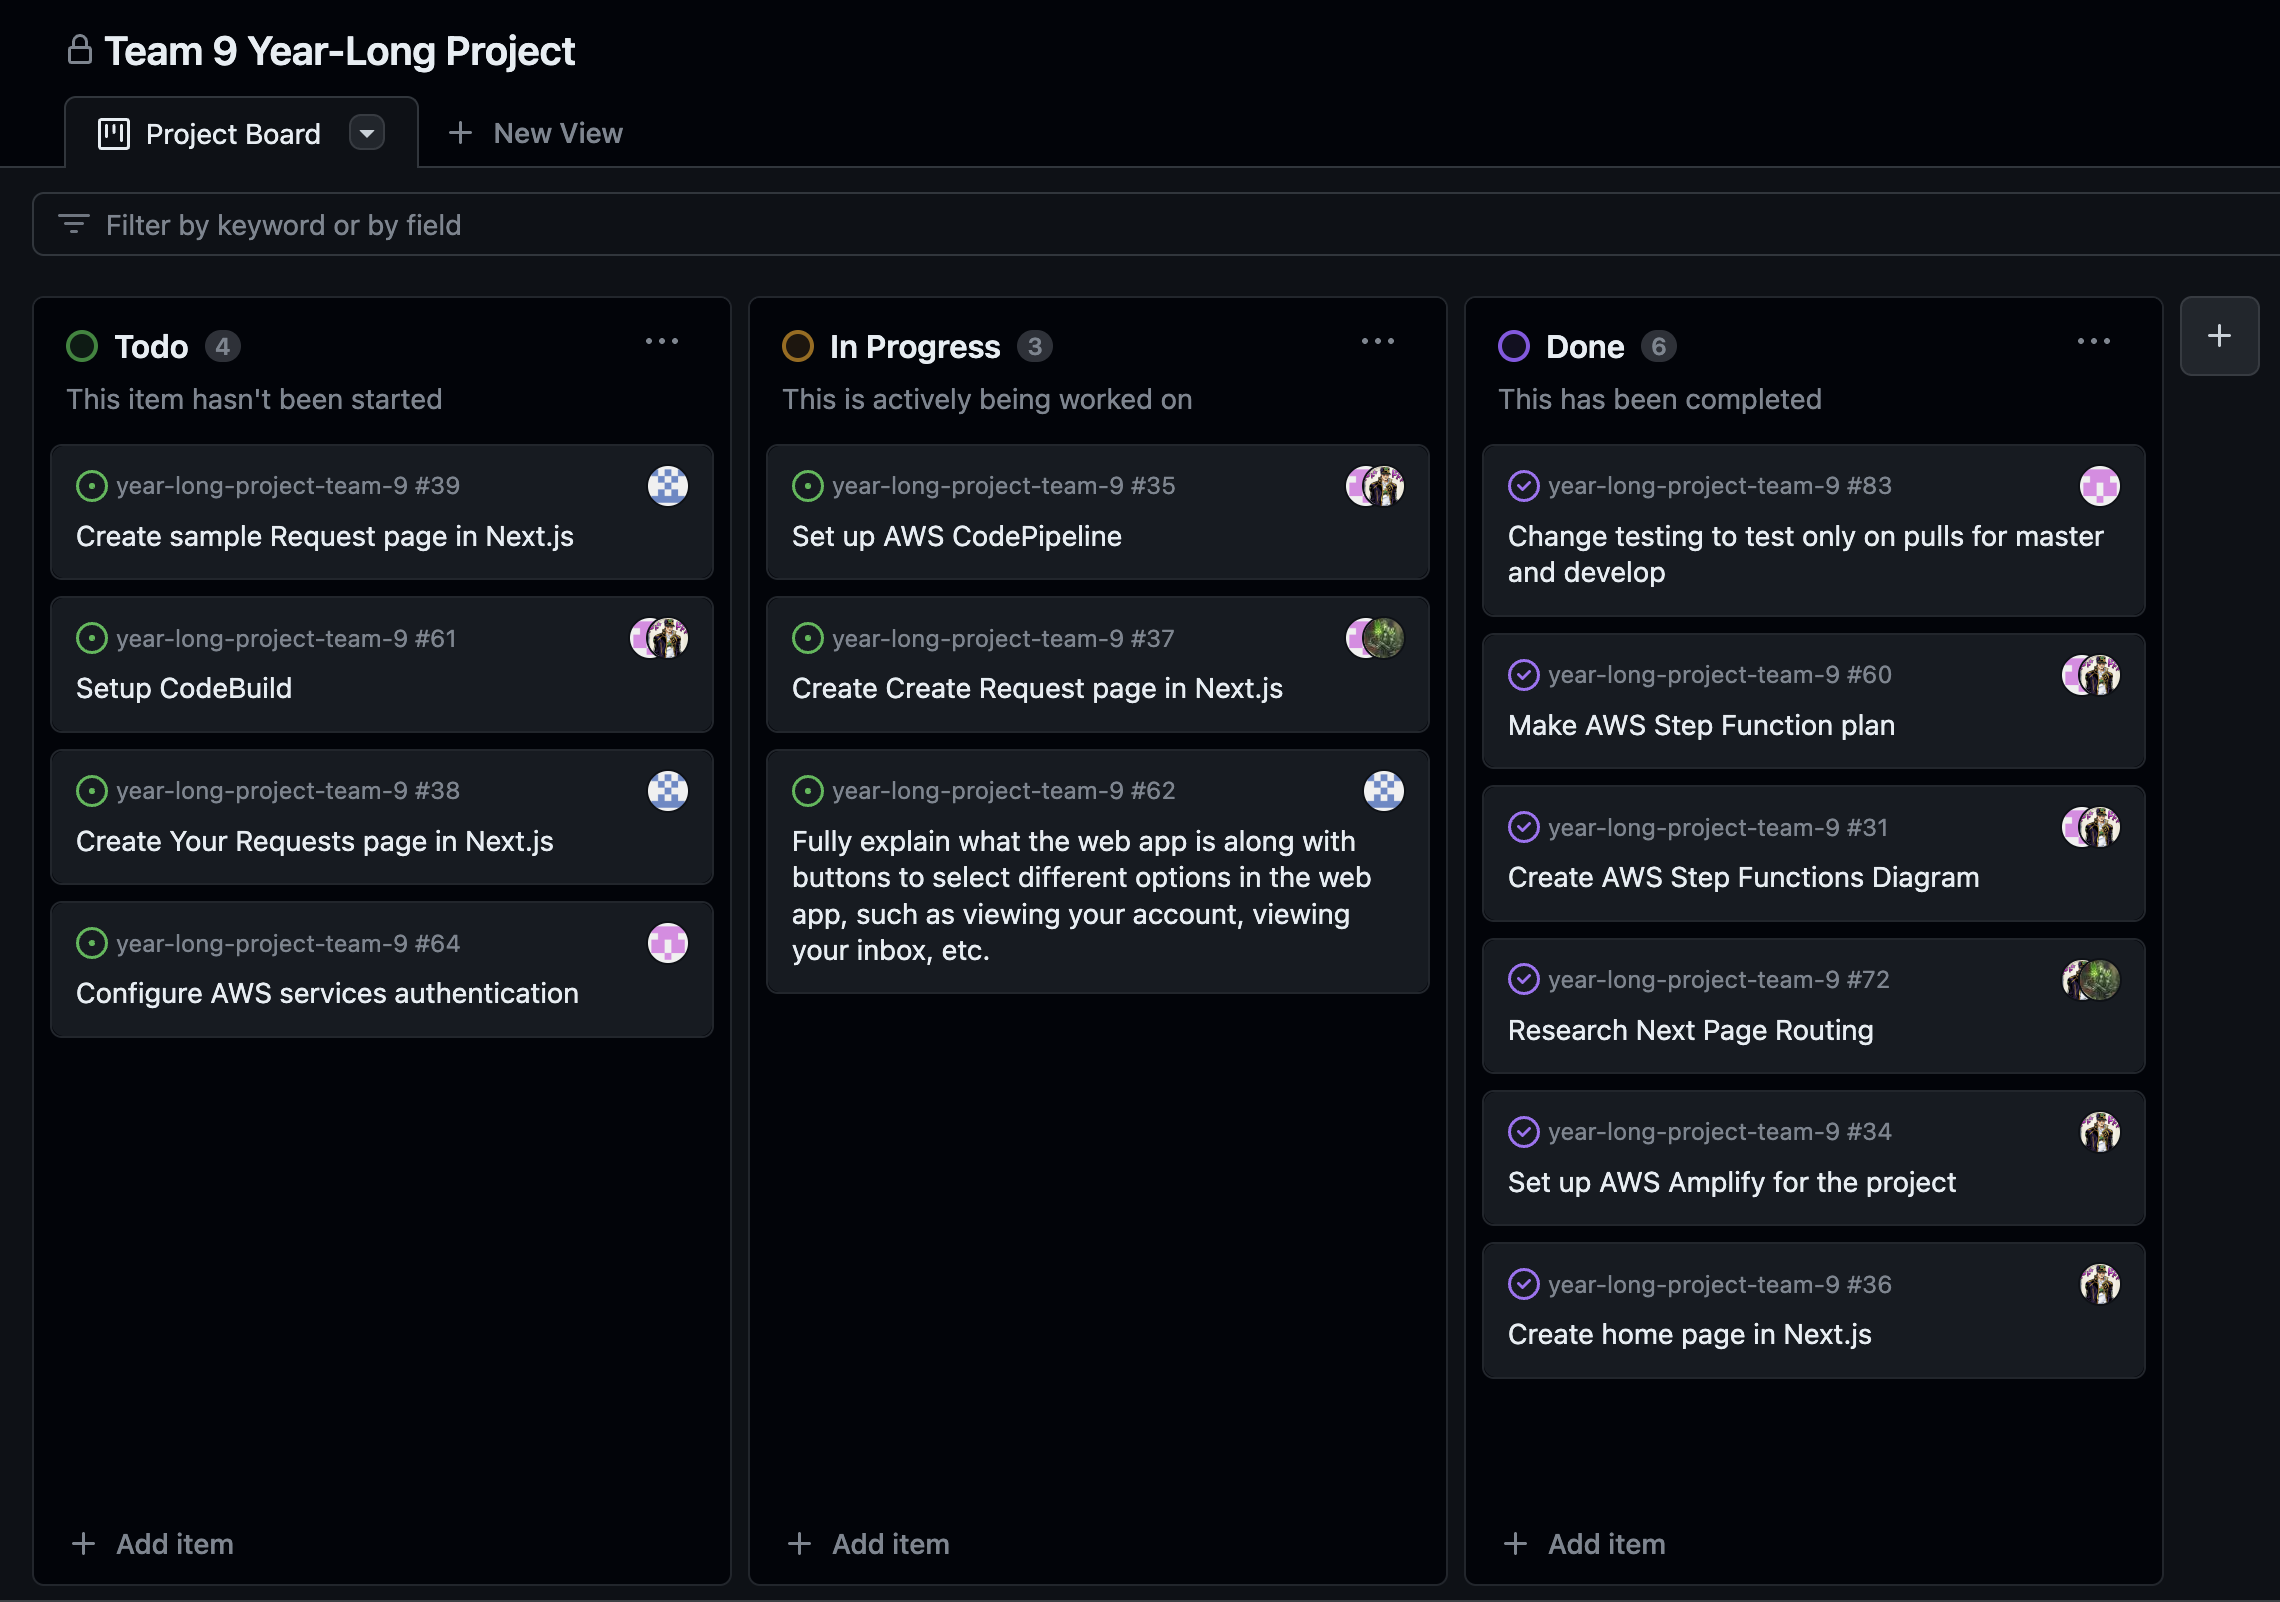 Team 9 Year-Long Project
Project Board
New View
Filter by keyword or by field
Todo 4
This item hasn't been started
year-long-project-team-9 #39
Create sample Request page in Next.js
year-long-project-team-9 #61
Setup CodeBuild
year-long-project-team-9 #38
Create Your Requests page in Next.js
year-long-project-team-9 #64
Configure AWS services authentication
Add item
In Progress 3
This is actively being worked on
year-long-project-team-9 #35
Set up AWS CodePipeline
year-long-project-team-9 #37
Create Create Request page in Next.js
year-long-project-team-9 #62
Fully explain what the web app is along with
buttons to select different options in the web
app, such as viewing your account, viewing
your inbox, etc.
Add item
Done 6
This has been completed
year-long-project-team-9 #83
Change testing to test only on pulls for master
and develop
year-long-project-team-9 #60
Make AWS Step Function plan
year-long-project-team-9 #31
Create AWS Step Functions Diagram
year-long-project-team-9 #72
Research Next Page Routing
year-long-project-team-9 #34
Set up AWS Amplify for the project
year-long-project-team-9 #36
Create home page in Next.js
Add item